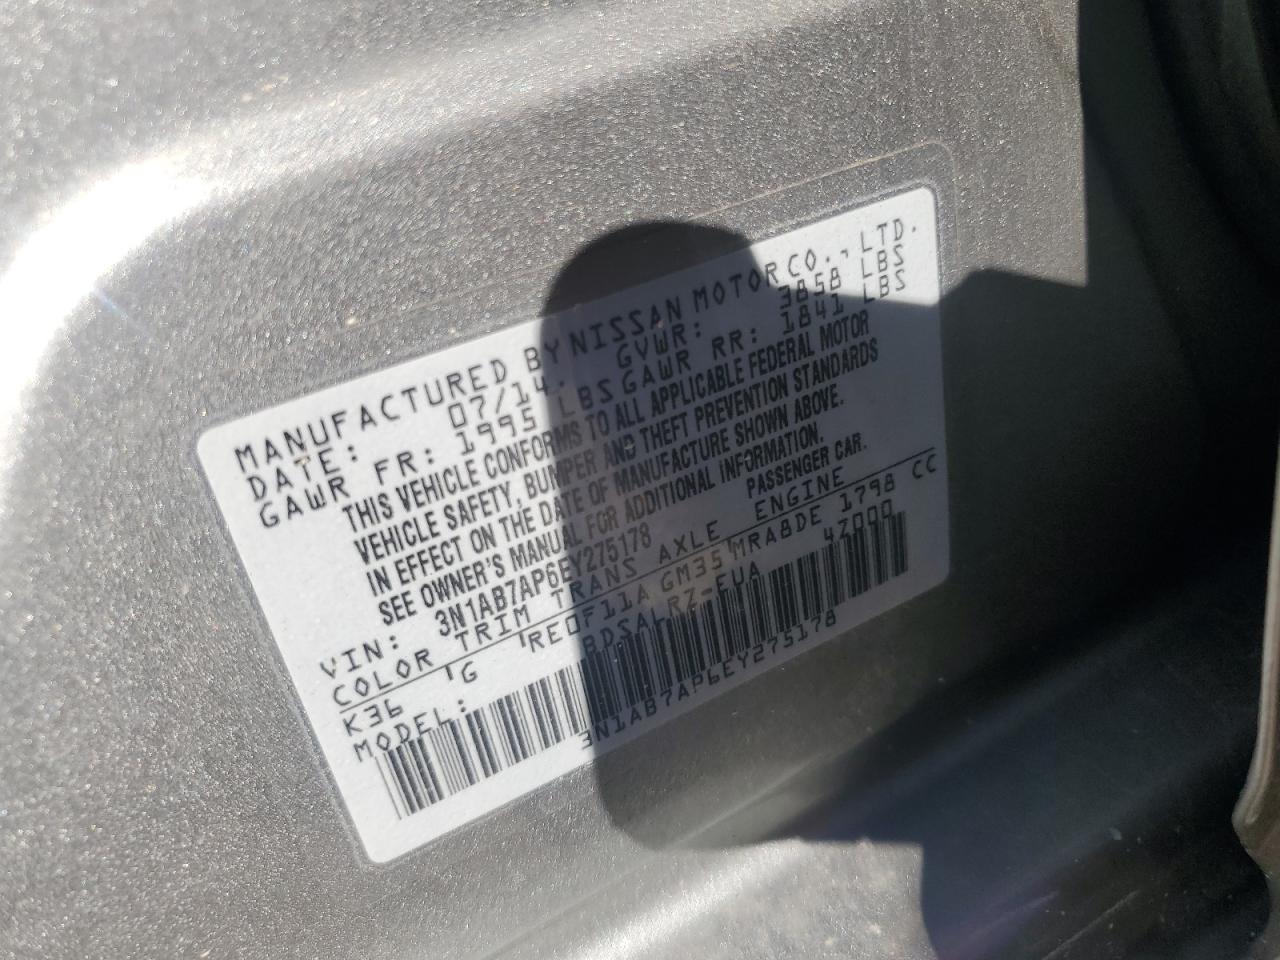 MANUFACTURED BY NISSAN MOTOR CO., LTD.
DATE: 07/14. GVWR: 3858 LBS
GAWR FR: 1995 LBS GAWR RR: 1841 LBS
THIS VEHICLE CONFORMS TO ALL APPLICABLE FEDERAL MOTOR
VEHICLE SAFETY, BUMPER AND THEFT PREVENTION STANDARDS
IN EFFECT ON THE DATE OF MANUFACTURE SHOWN ABOVE.
SEE OWNER'S MANUAL FOR ADDITIONAL INFORMATION.
VIN: 3N1AB7AP6EY275178 PASSENGER CAR.
COLOR TRIM TRANS AXLE ENGINE
K36 'G 'RE0F11A GM35 'MRA8DE 1798 CC
MODEL: BDSALRZ-EUA 4Z000
3N1AB7AP6EY275178